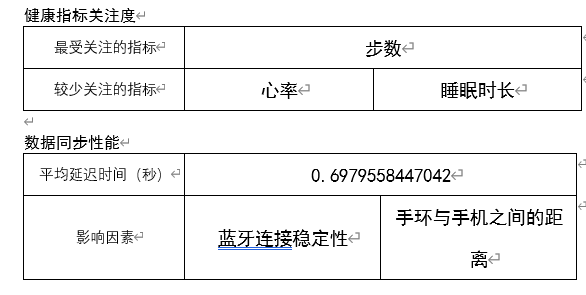 健康指标关注度
最受关注的指标 步数
较少关注的指标 心率 睡眠时长
数据同步性能
平均延迟时间（秒） 0.6979558447042
影响因素 蓝牙连接稳定性 手环与手机之间的距
离